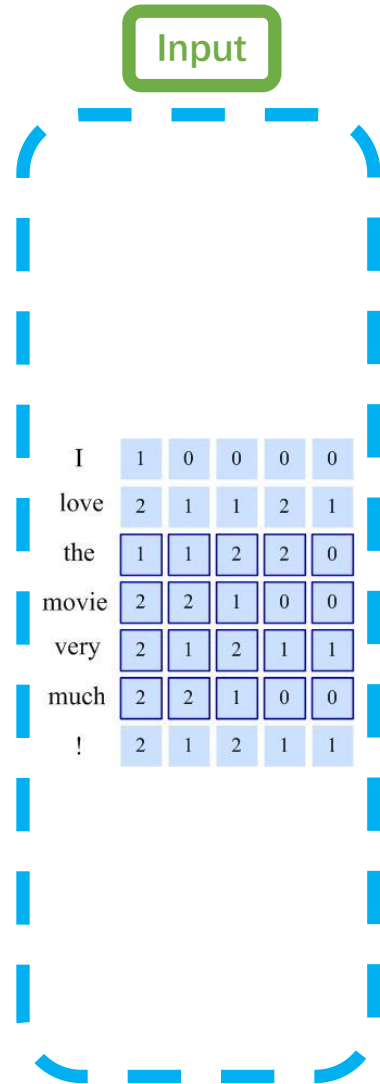 Input
I 1 0 0 0 0
love 2 1 1 2 1
the 1 1 2 2 0
movie 2 2 1 0 0
very 2 1 2 1 1
much 2 2 1 0 0
! 2 1 2 1 1